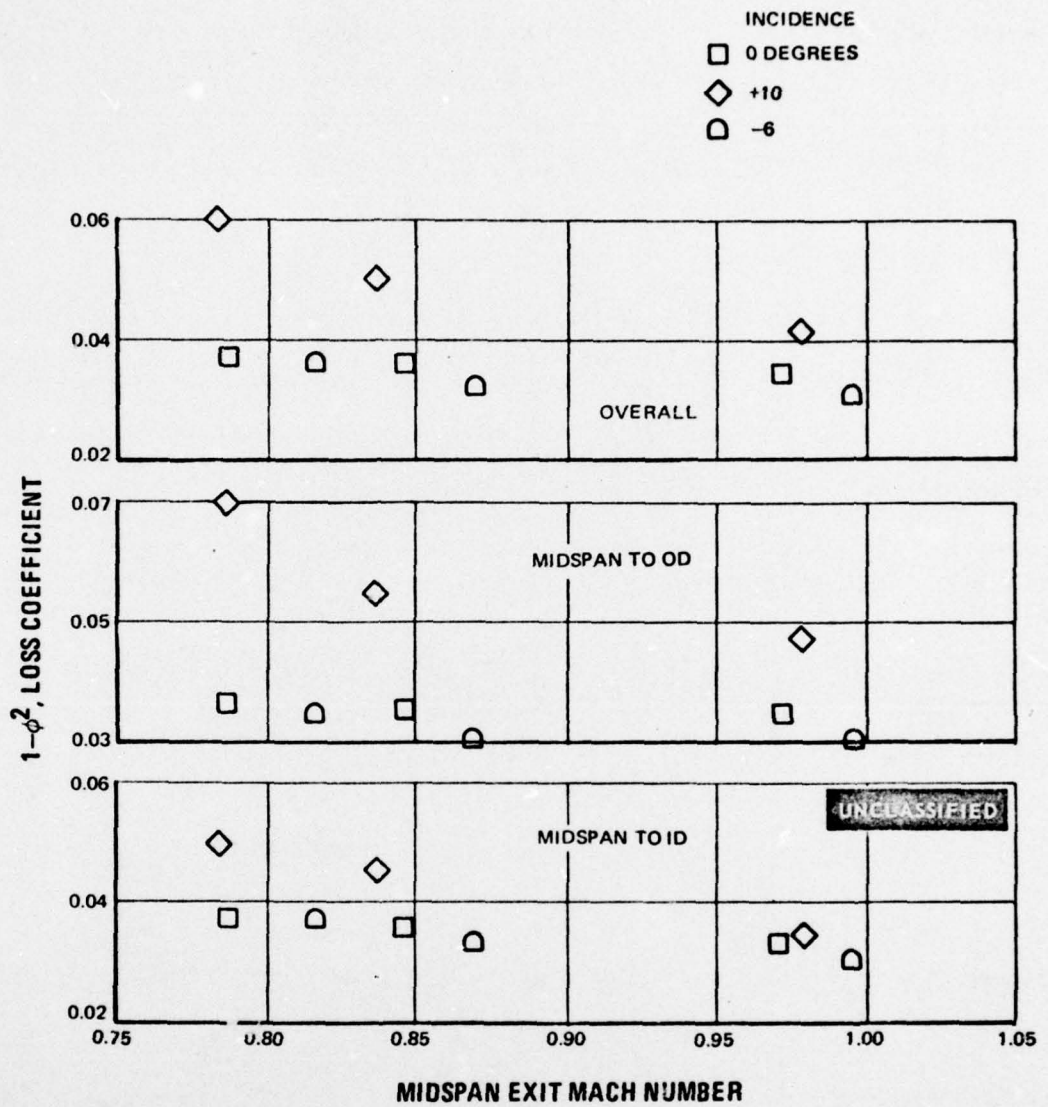 INCIDENCE
0 DEGREES
+10
-6
0.06
0.04
0.02
OVERALL
0.07
0.05
0.03
MIDSPAN TO OD
0.06
0.04
0.02
MIDSPAN TO ID
UNCLASSIFIED
0.75 0.80 0.85 0.90 0.95 1.00 1.05
1−ϕ², LOSS COEFFICIENT
MIDSPAN EXIT MACH NUMBER